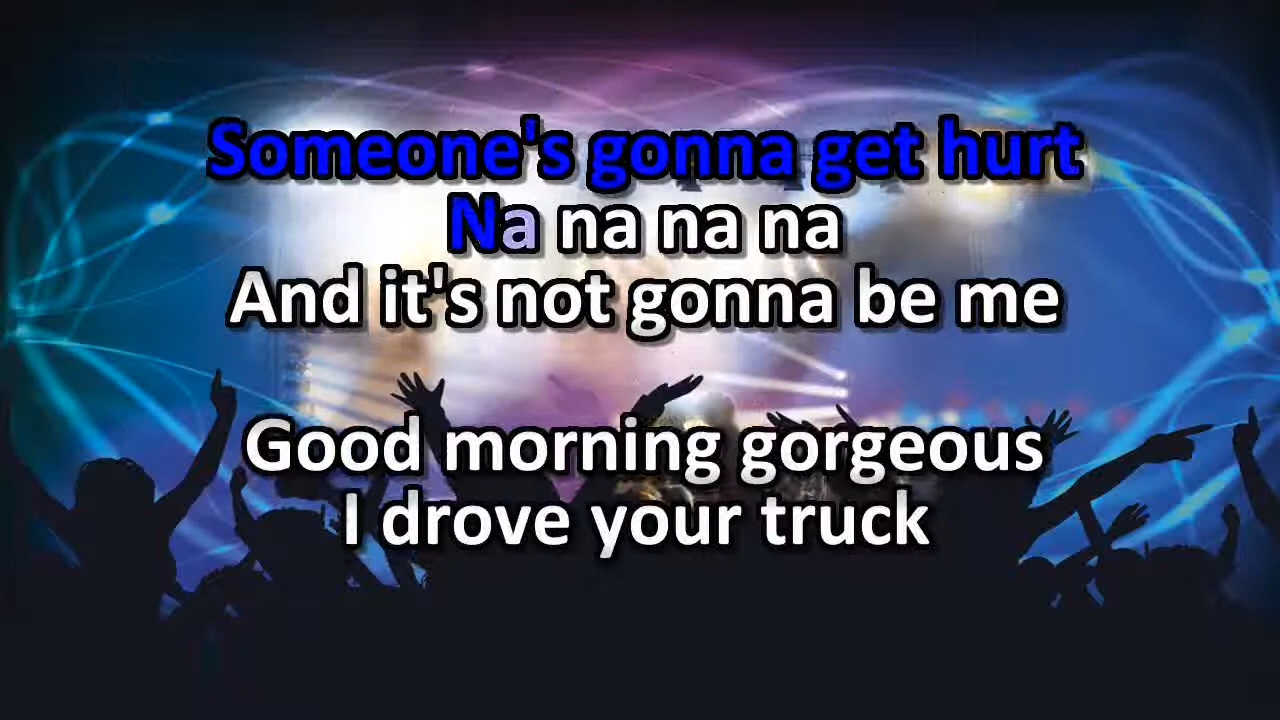 Someone's gonna get hurt
Na na na na
And it's not gonna be me
Good morning gorgeous
I drove your truck